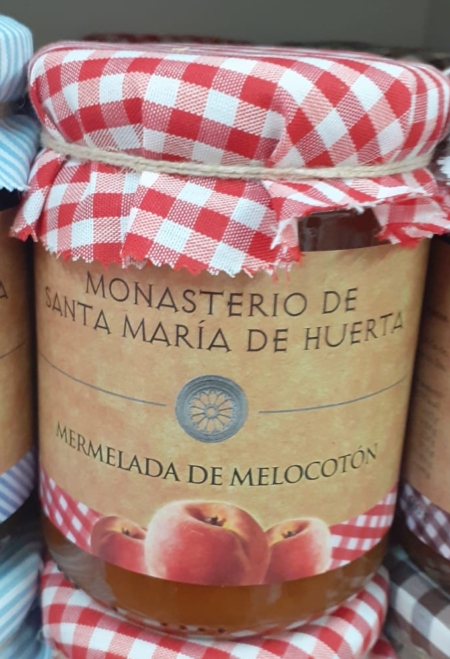 MONASTERIO DE
SANTA MARÍA DE HUERTA
MERMELADA DE MELOCOTÓN